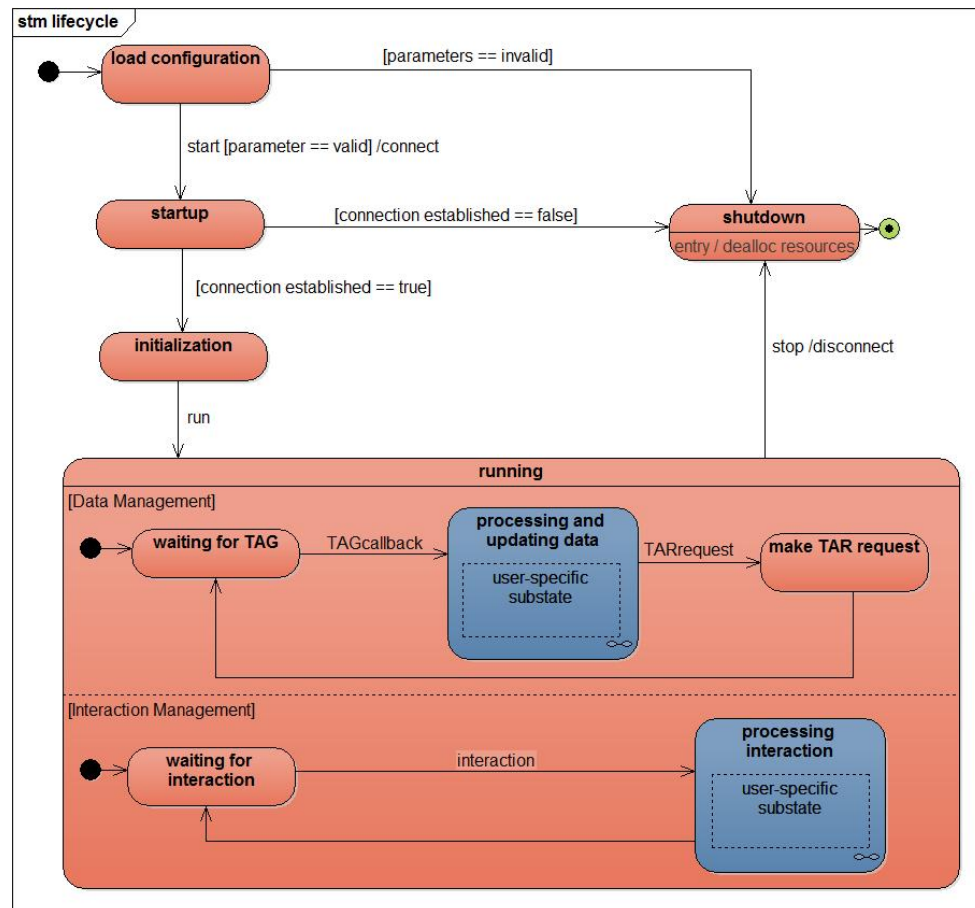 stm lifecycle
load configuration
[parameters == invalid]
start [parameter == valid] /connect
startup
[connection established == false]
shutdown
entry / dealloc resources
[connection established == true]
initialization
stop /disconnect
run
running
[Data Management]
waiting for TAG
TAGcallback
processing and
updating data
user-specific
substate
TARrequest
make TAR request
[Interaction Management]
waiting for
interaction
interaction
processing
interaction
user-specific
substate